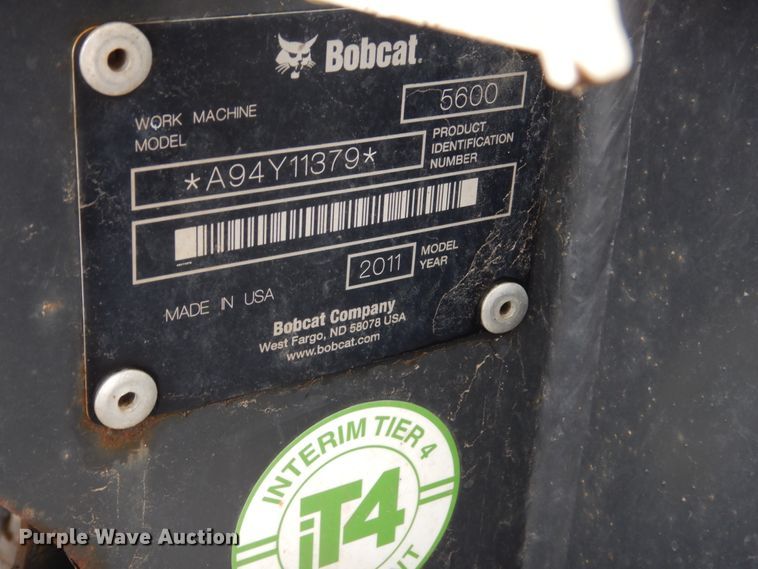 Bobcat.
WORK MACHINE
MODEL
5600
PRODUCT
IDENTIFICATION
NUMBER
*A94Y11379*
2011
MODEL
YEAR
MADE IN USA
Bobcat Company
West Fargo, ND 58078 USA
www.bobcat.com
INTERIM TIER 4
iT4
Purple Wave Auction